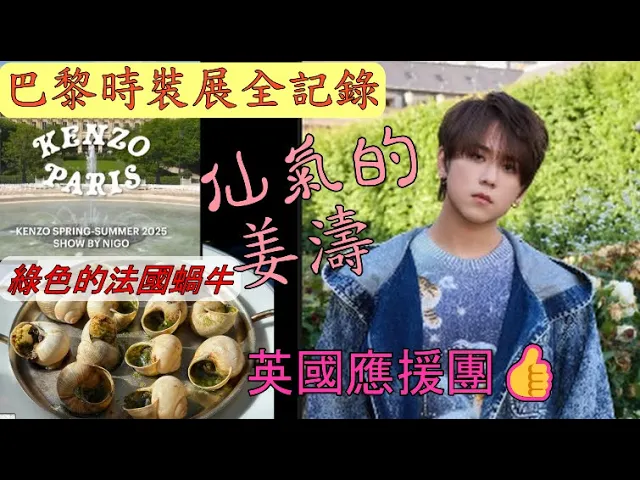 巴黎時裝展全記錄
KENZO
PARIS
KENZO SPRING-SUMMER 2025
SHOW BY NIGO
仙氣的
姜濤
綠色的法國蝸牛
英國應援團👍